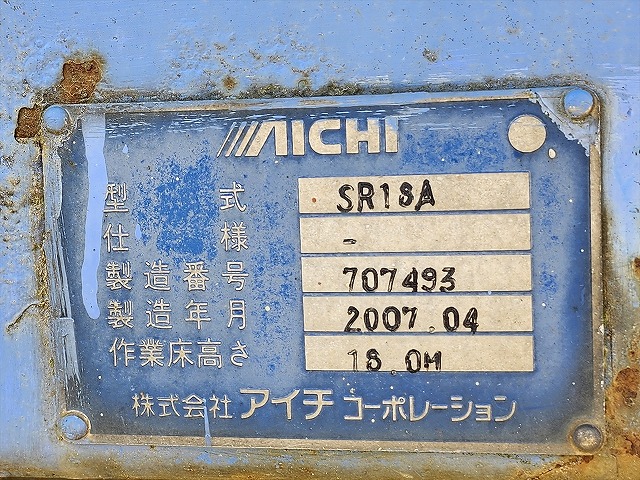 AICHI
型式 SR18A
仕様 -
製造番号 707493
製造年月 2007.04
作業床高さ 18.0M
株式会社 アイチ コーポレーション